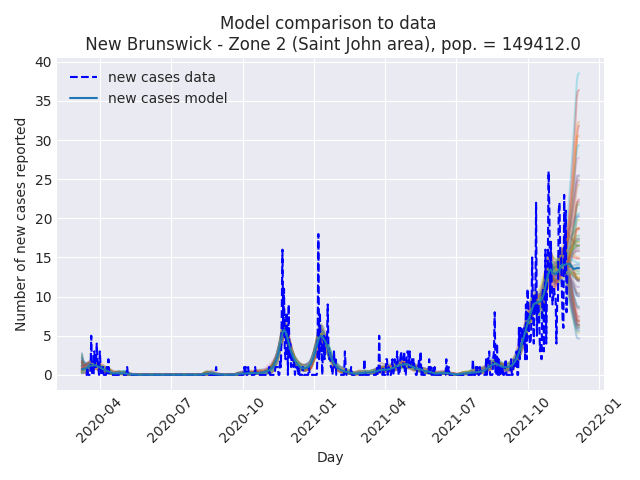 Model comparison to data
New Brunswick - Zone 2 (Saint John area), pop. = 149412.0
new cases data
new cases model
Number of new cases reported
40
35
30
25
20
15
10
5
0
2020-04
2020-07
2020-10
2021-01
2021-04
2021-07
2021-10
2022-01
Day